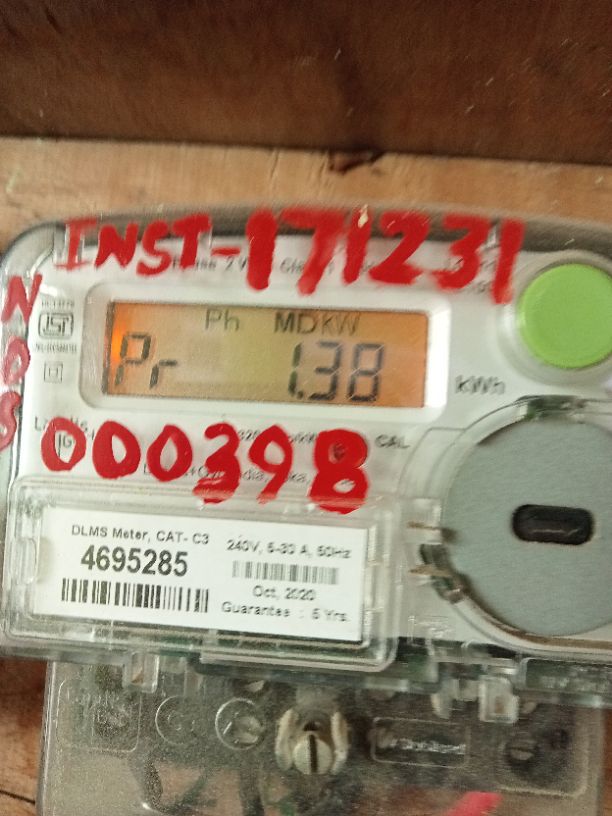 INST-171231
N
0
S
Ph MDKW
Pr 1.38
kWh
000398
CAL
DLMS Meter, CAT- C3
4695285
240V, 5-30 A, 50Hz
Oct, 2020
Guarantee : 5 Yrs.